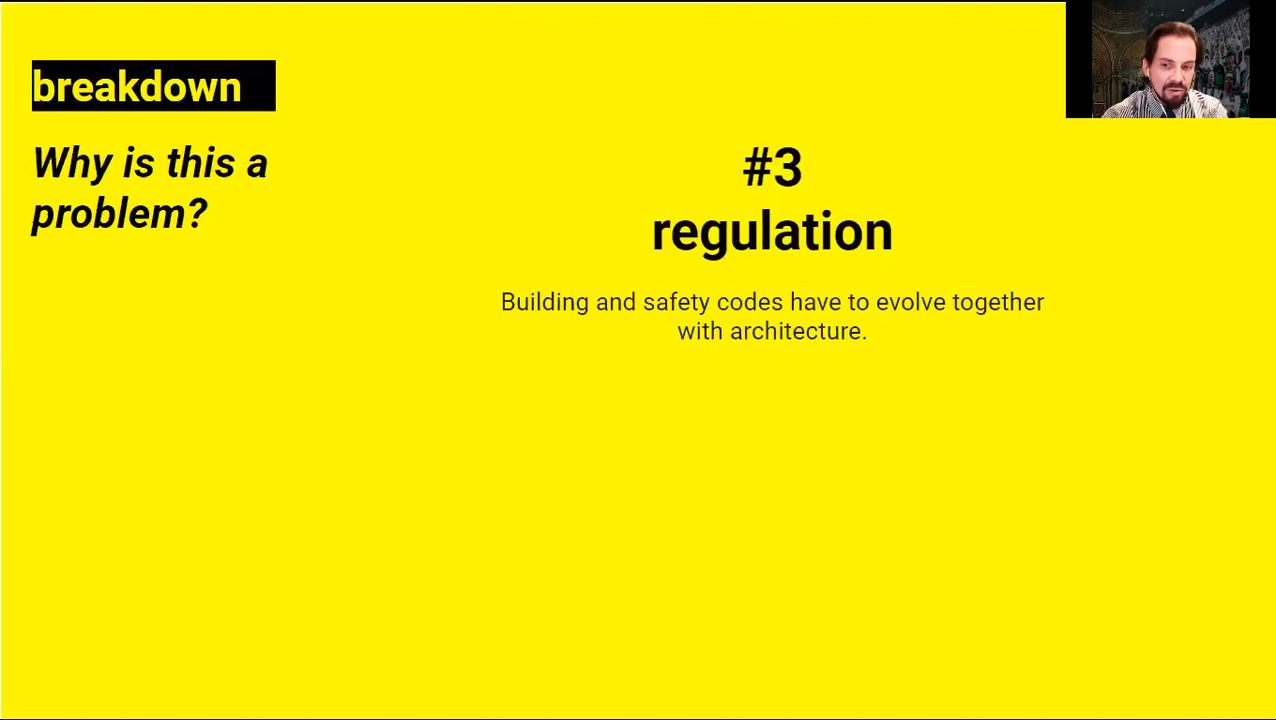 breakdown
Why is this a
problem?
#3
regulation
Building and safety codes have to evolve together
with architecture.